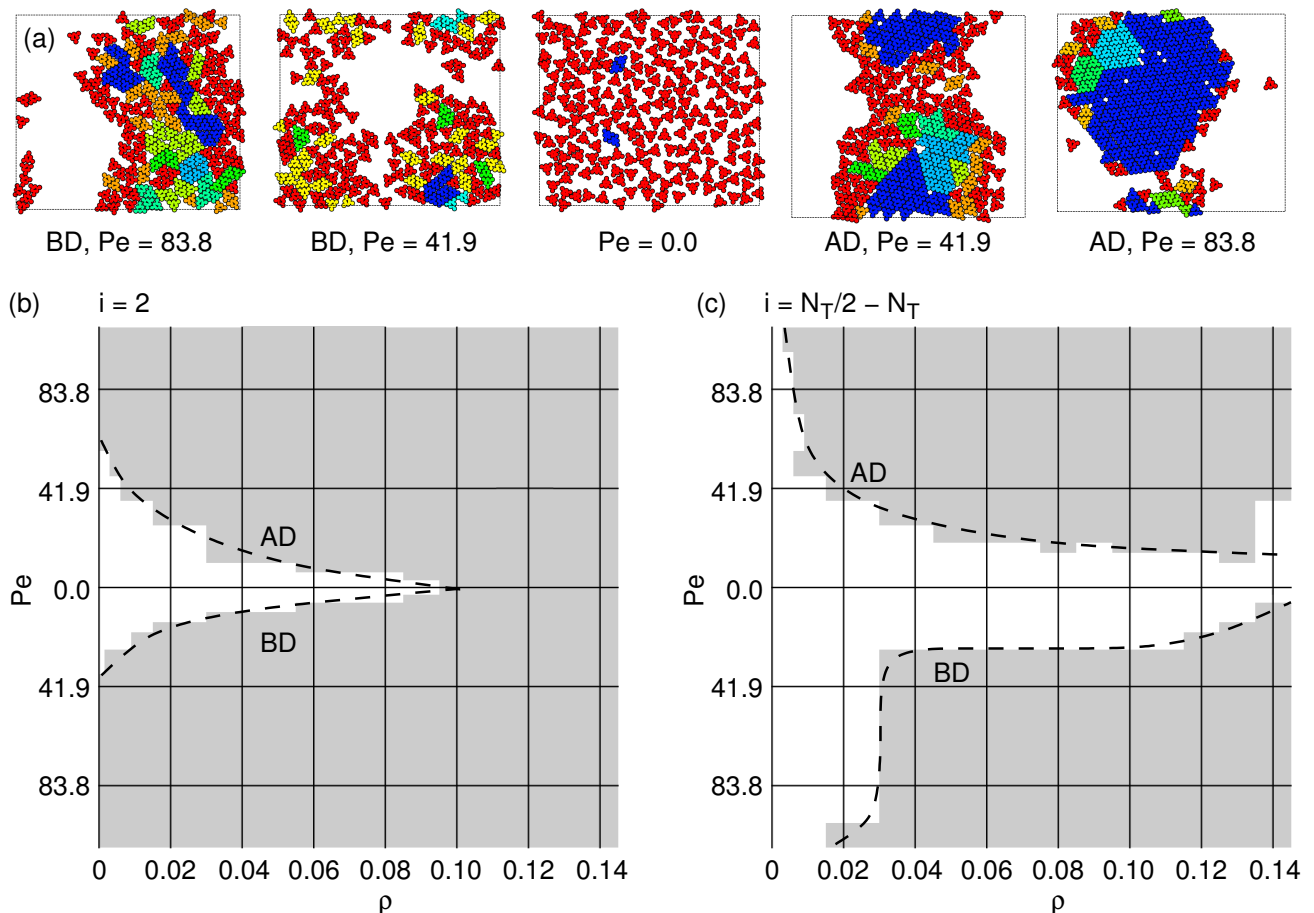 (a)
BD, Pe = 83.8
BD, Pe = 41.9
Pe = 0.0
AD, Pe = 41.9
AD, Pe = 83.8
(b) i = 2
83.8
41.9
0.0
41.9
83.8
Pe
AD
BD
0 0.02 0.04 0.06 0.08 0.10 0.12 0.14
ρ
(c) i = N_T/2 − N_T
83.8
41.9
0.0
41.9
83.8
Pe
AD
BD
0 0.02 0.04 0.06 0.08 0.10 0.12 0.14
ρ